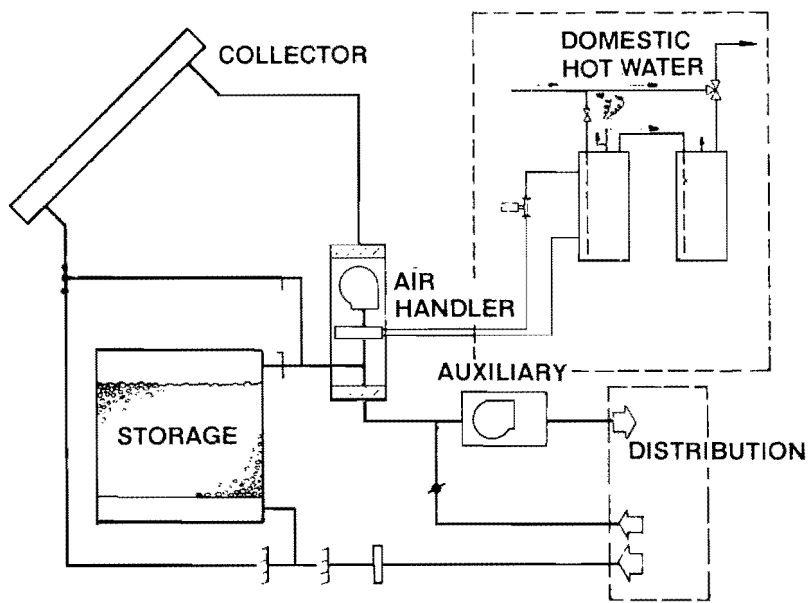 COLLECTOR
DOMESTIC
HOT WATER
AIR
HANDLER
AUXILIARY
STORAGE
DISTRIBUTION